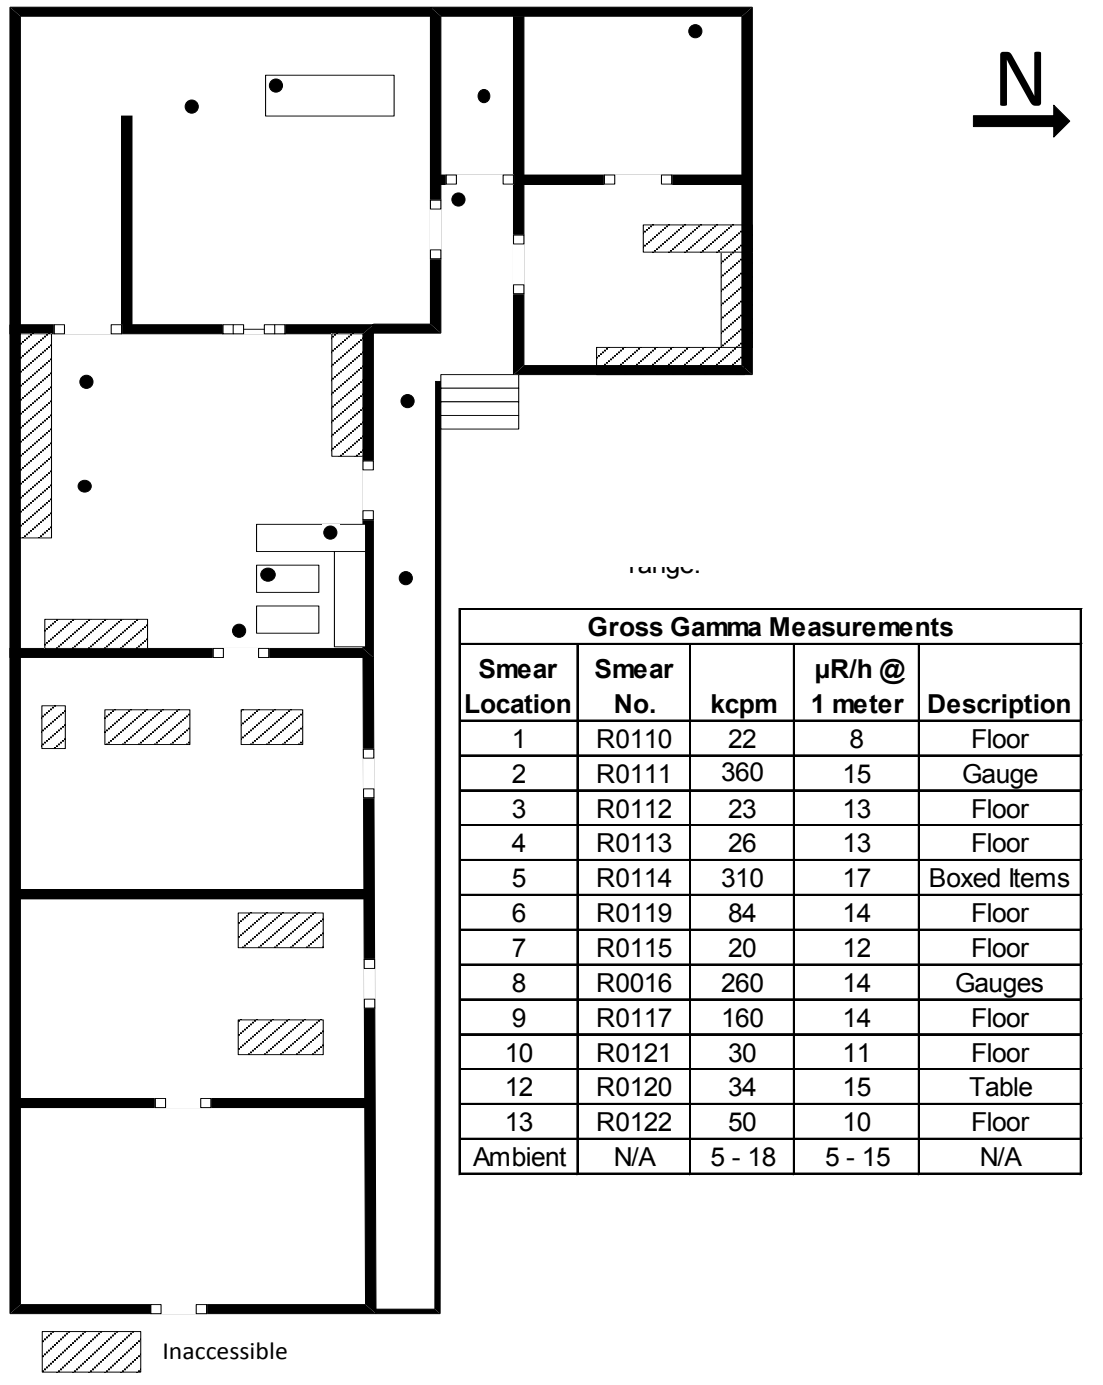 N
range.
Gross Gamma Measurements
Smear Location Smear No. kcpm µR/h @ 1 meter Description
1 R0110 22 8 Floor
2 R0111 360 15 Gauge
3 R0112 23 13 Floor
4 R0113 26 13 Floor
5 R0114 310 17 Boxed Items
6 R0119 84 14 Floor
7 R0115 20 12 Floor
8 R0016 260 14 Gauges
9 R0117 160 14 Floor
10 R0121 30 11 Floor
12 R0120 34 15 Table
13 R0122 50 10 Floor
Ambient N/A 5 - 18 5 - 15 N/A
Inaccessible